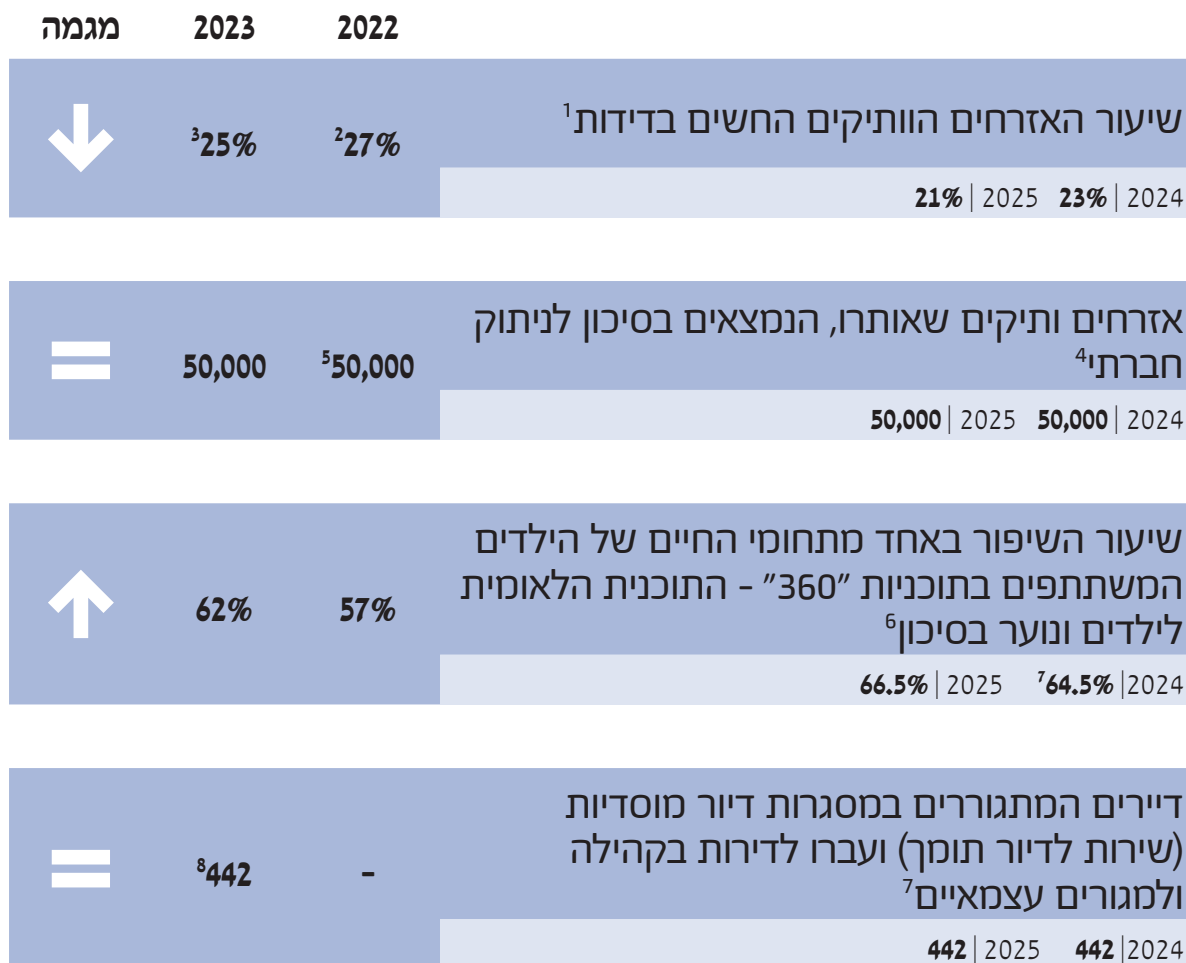 2022 2023 מגמה
שיעור האזרחים הוותיקים החשים בדידות¹ ²27% ³25%
2024 | 23% 2025 | 21%
אזרחים ותיקים שאותרו, הנמצאים בסיכון לניתוק
חברתי⁴
⁵50,000 50,000
2024 | 50,000 2025 | 50,000
שיעור השיפור באחד מתחומי החיים של הילדים
המשתתפים בתוכניות "360" - התוכנית הלאומית
לילדים ונוער בסיכון⁶
57% 62%
2024| ⁷64.5% 2025 | 66.5%
דיירים המתגוררים במסגרות דיור מוסדיות
(שירות לדיור תומך) ועברו לדירות בקהילה
ולמגורים עצמאיים⁷
- ⁸442
2024| 442 2025 | 442